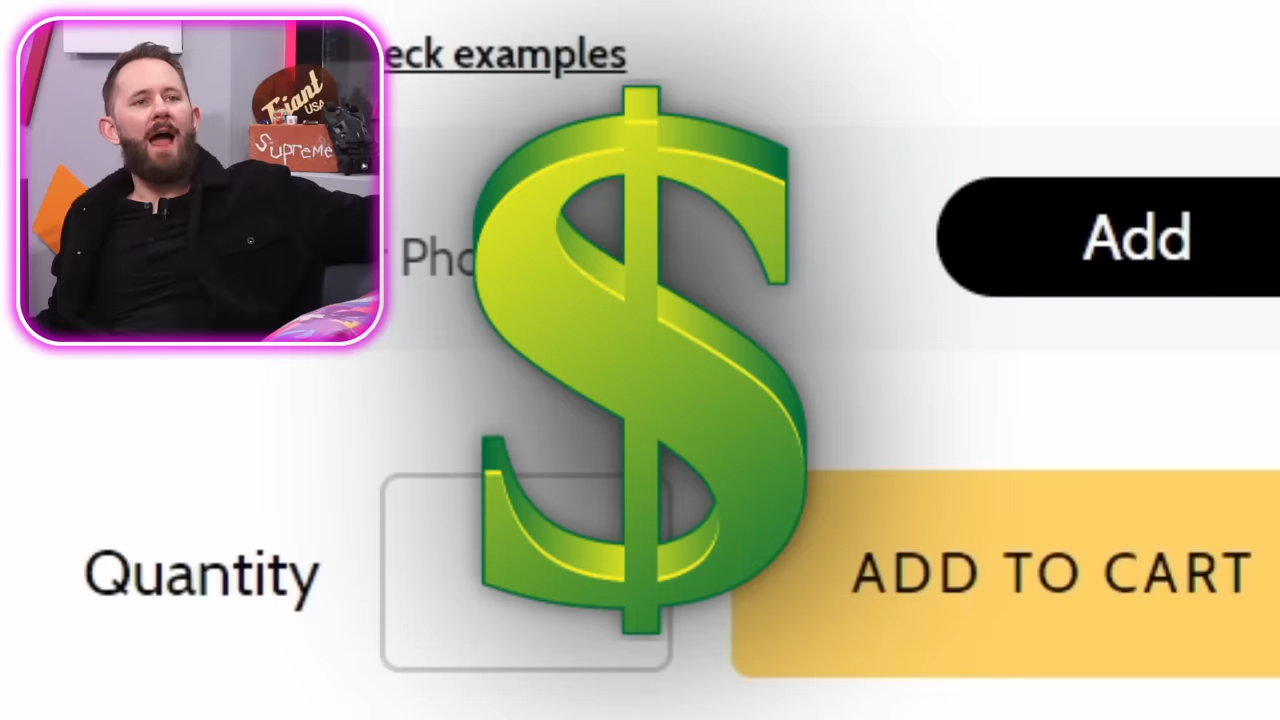 eck examples
Giant
USA
Supreme
Pho
Add
$
Quantity
ADD TO CART